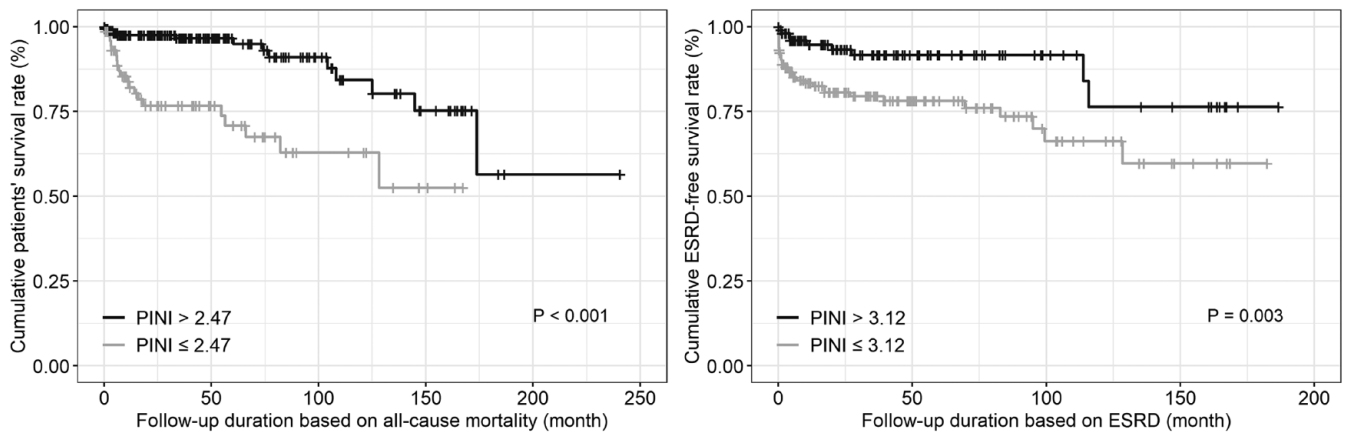 Cumulative patients' survival rate (%)
1.00
0.75
0.50
0.25
0.00
PINI > 2.47
PINI ≤ 2.47
P < 0.001
0 50 100 150 200 250
Follow-up duration based on all-cause mortality (month)
Cumulative ESRD-free survival rate (%)
1.00
0.75
0.50
0.25
0.00
PINI > 3.12
PINI ≤ 3.12
P = 0.003
0 50 100 150 200
Follow-up duration based on ESRD (month)